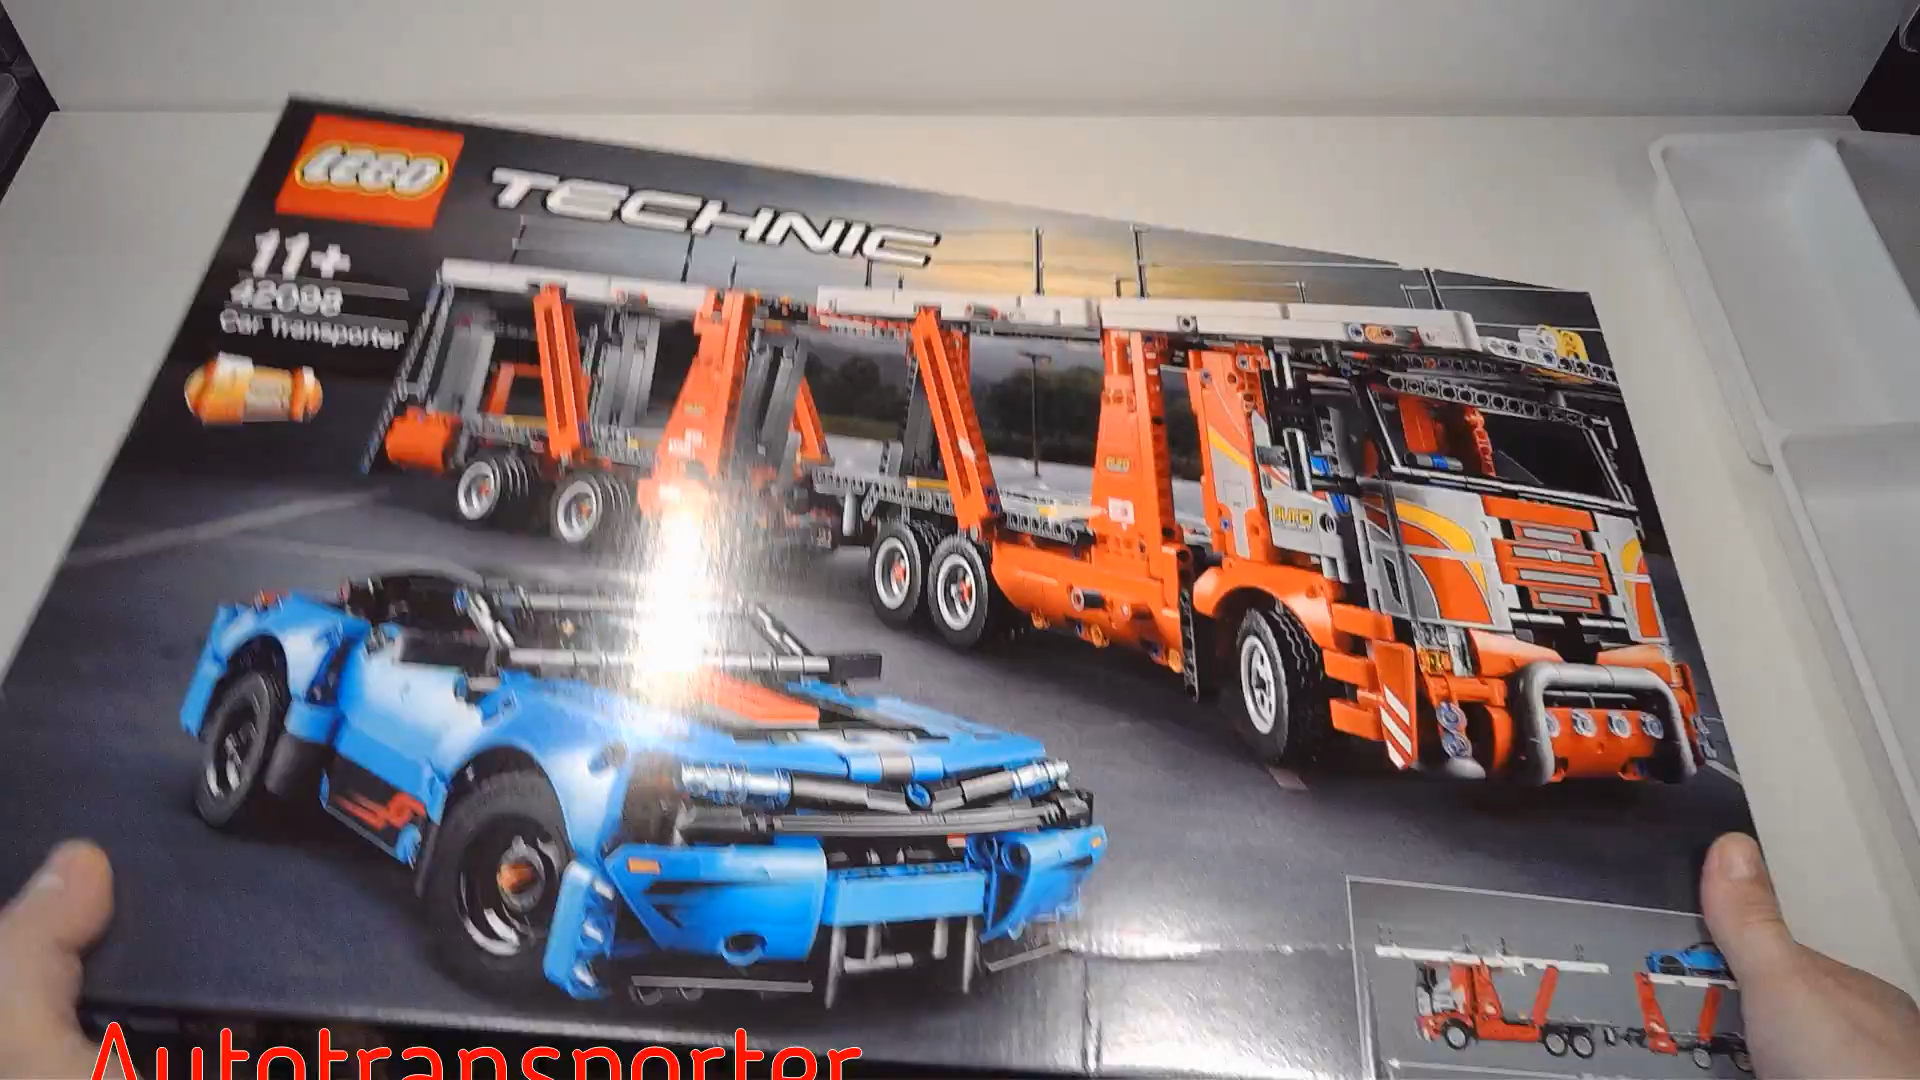 LEGO
TECHNIC
11+
42098
Car Transporter
Autotransporter